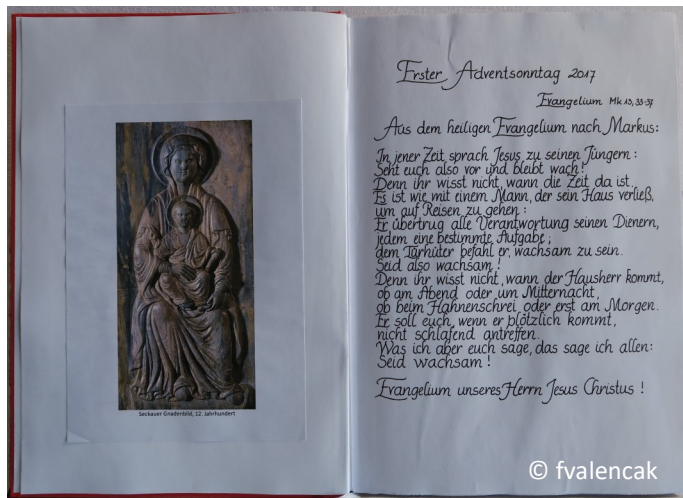 Seckauer Gnadenbild, 12. Jahrhundert
Erster Adventsonntag 2017
Evangelium Mk 13, 33-37
Aus dem heiligen Evangelium nach Markus:
In jener Zeit sprach Jesus zu seinen Jüngern:
Seht euch also vor und bleibt wach!
Denn ihr wisst nicht, wann die Zeit da ist.
Es ist wie mit einem Mann, der sein Haus verließ,
um auf Reisen zu gehen:
Er übertrug alle Verantwortung seinen Dienern,
jedem eine bestimmte Aufgabe;
dem Türhüter befahl er, wachsam zu sein.
Seid also wachsam!
Denn ihr wisst nicht, wann der Hausherr kommt,
ob am Abend oder um Mitternacht,
ob beim Hahnenschrei oder erst am Morgen.
Er soll euch, wenn er plötzlich kommt,
nicht schlafend antreffen.
Was ich aber euch sage, das sage ich allen:
Seid wachsam!
Evangelium unseres Herrn Jesus Christus!
© fvalencak